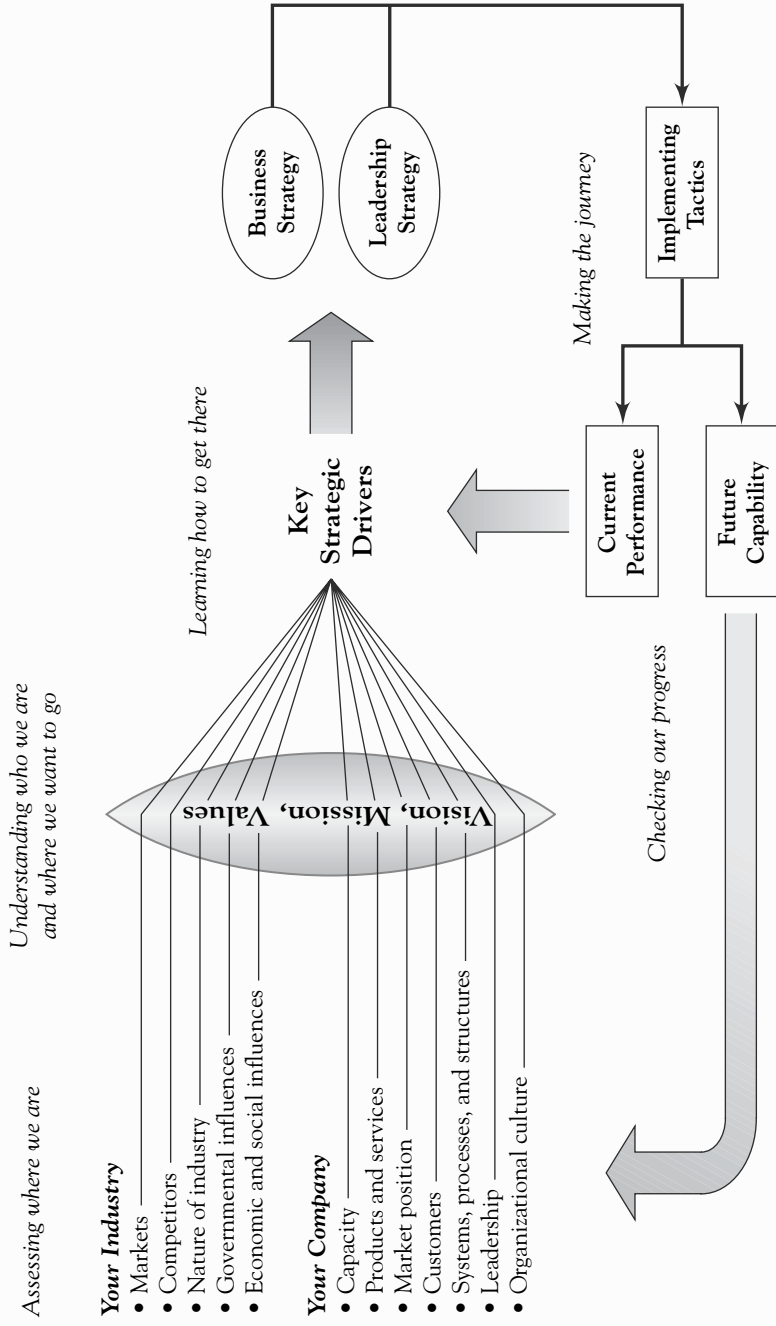 Assessing where we are
Understanding who we are
and where we want to go
Your Industry
• Markets
• Competitors
• Nature of industry
• Governmental influences
• Economic and social influences
Your Company
• Capacity
• Products and services
• Market position
• Customers
• Systems, processes, and structures
• Leadership
• Organizational culture
Vision, Mission, Values
Learning how to get there
Key
Strategic
Drivers
Business
Strategy
Leadership
Strategy
Making the journey
Implementing
Tactics
Current
Performance
Future
Capability
Checking our progress